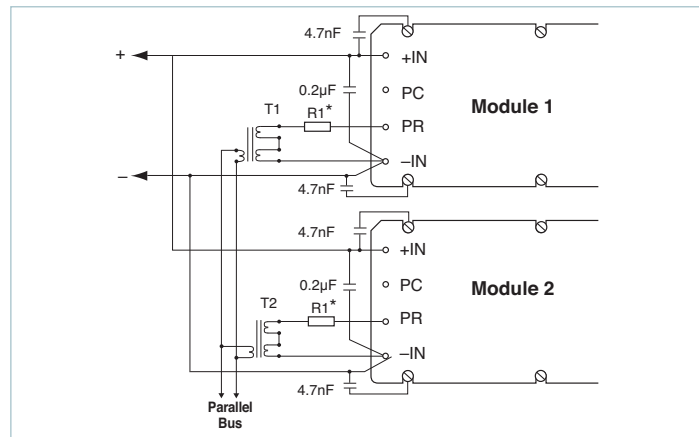 4.7nF
+
+IN
0.2µF
PC
Module 1
T1
R1*
PR
–IN
–
4.7nF
4.7nF
+IN
0.2µF
PC
Module 2
T2
R1*
PR
–IN
4.7nF
Parallel
Bus